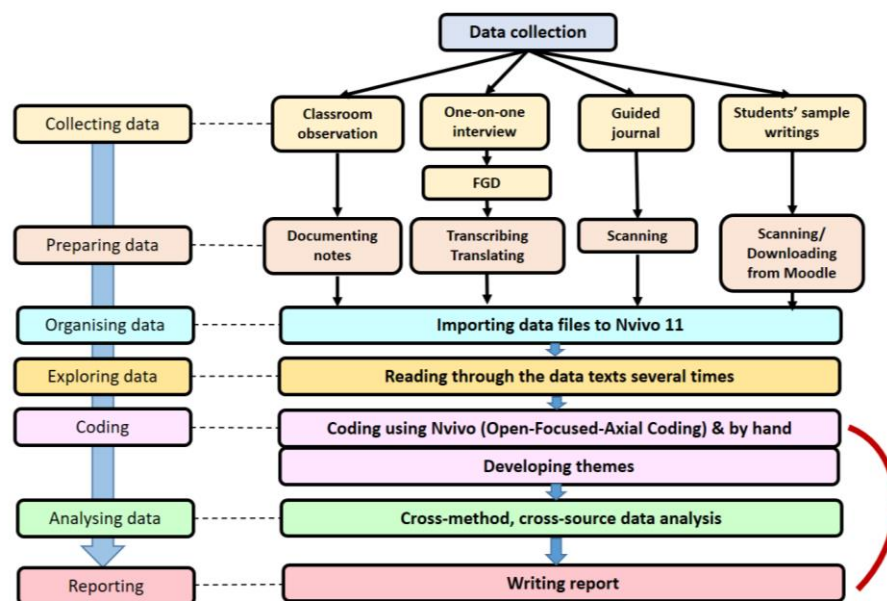 Data collection
Collecting data
Classroom
observation
One-on-one
interview
Guided
journal
Students' sample
writings
FGD
Preparing data
Documenting
notes
Transcribing
Translating
Scanning
Scanning/
Downloading
from Moodle
Organising data
Importing data files to Nvivo 11
Exploring data
Reading through the data texts several times
Coding
Coding using Nvivo (Open-Focused-Axial Coding) & by hand
Developing themes
Analysing data
Cross-method, cross-source data analysis
Reporting
Writing report